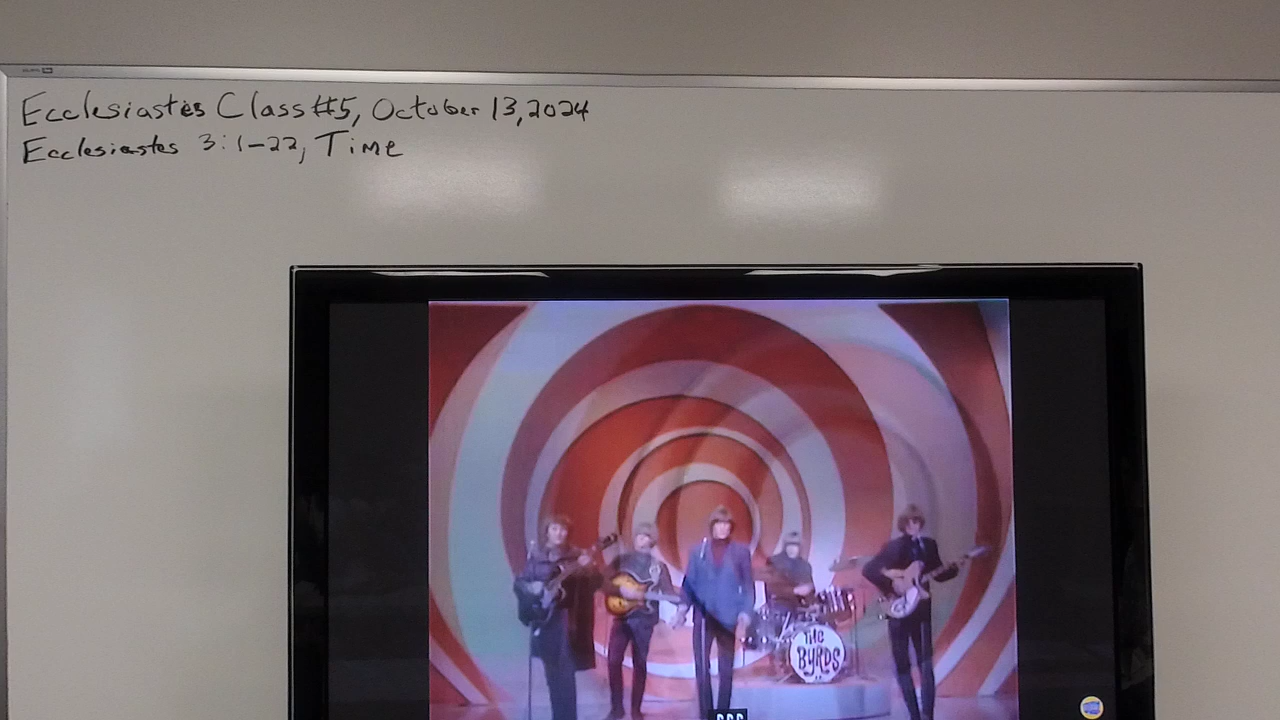 Ecclesiastes Class #5, October 13, 2024
Ecclesiastes 3:1-22, Time
THE
BYRDS